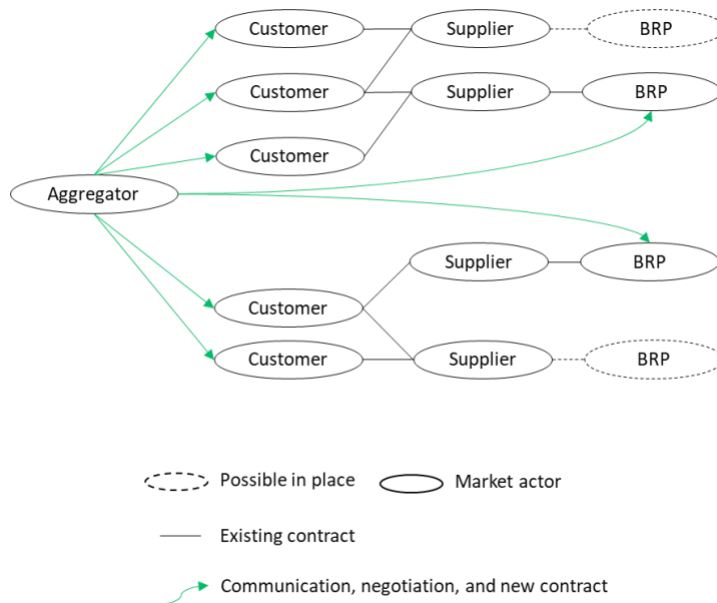 Customer Supplier BRP
Customer Supplier BRP
Customer
Aggregator
Supplier BRP
Customer
Customer Supplier BRP
Possible in place Market actor
Existing contract
Communication, negotiation, and new contract